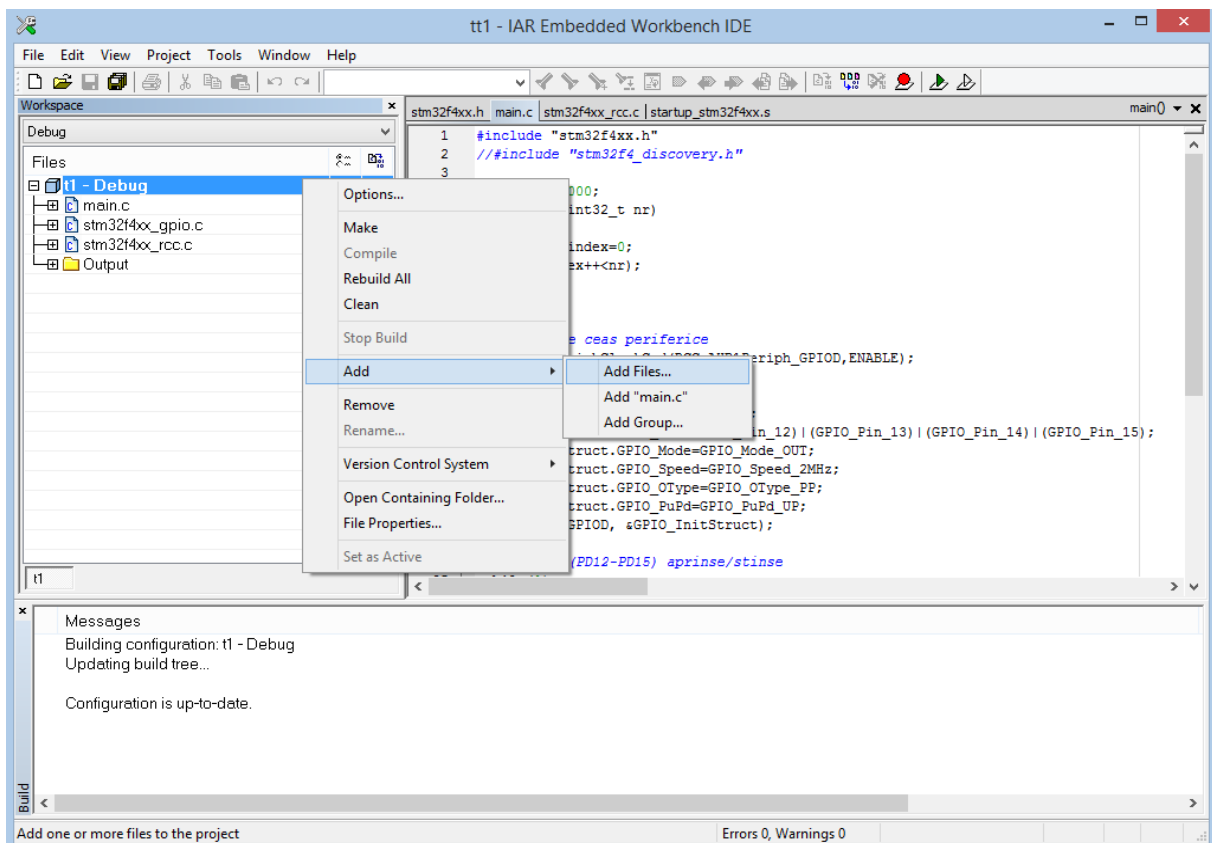 tt1 - IAR Embedded Workbench IDE
File Edit View Project Tools Window Help
Workspace
Debug
Files
t1 - Debug
main.c
stm32f4xx_gpio.c
stm32f4xx_rcc.c
Output
t1
Options...
Make
Compile
Rebuild All
Clean
Stop Build
Add
Remove
Rename...
Version Control System
Open Containing Folder...
File Properties...
Set as Active
Add Files...
Add "main.c"
Add Group...
stm32f4xx.h main.c stm32f4xx_rcc.c startup_stm32f4xx.s main()
1 #include "stm32f4xx.h"
2 //#include "stm32f4_discovery.h"
3
000;
int32_t nr)
index=0;
ex++<nr);
e ceas periferice
eriph_GPIOD,ENABLE);
in_12)|(GPIO_Pin_13)|(GPIO_Pin_14)|(GPIO_Pin_15);
truct.GPIO_Mode=GPIO_Mode_OUT;
truct.GPIO_Speed=GPIO_Speed_2MHz;
truct.GPIO_OType=GPIO_OType_PP;
truct.GPIO_PuPd=GPIO_PuPd_UP;
GPIOD, &GPIO_InitStruct);
(PD12-PD15) aprinse/stinse
Messages
Building configuration: t1 - Debug
Updating build tree...
Configuration is up-to-date.
Build
Add one or more files to the project
Errors 0, Warnings 0